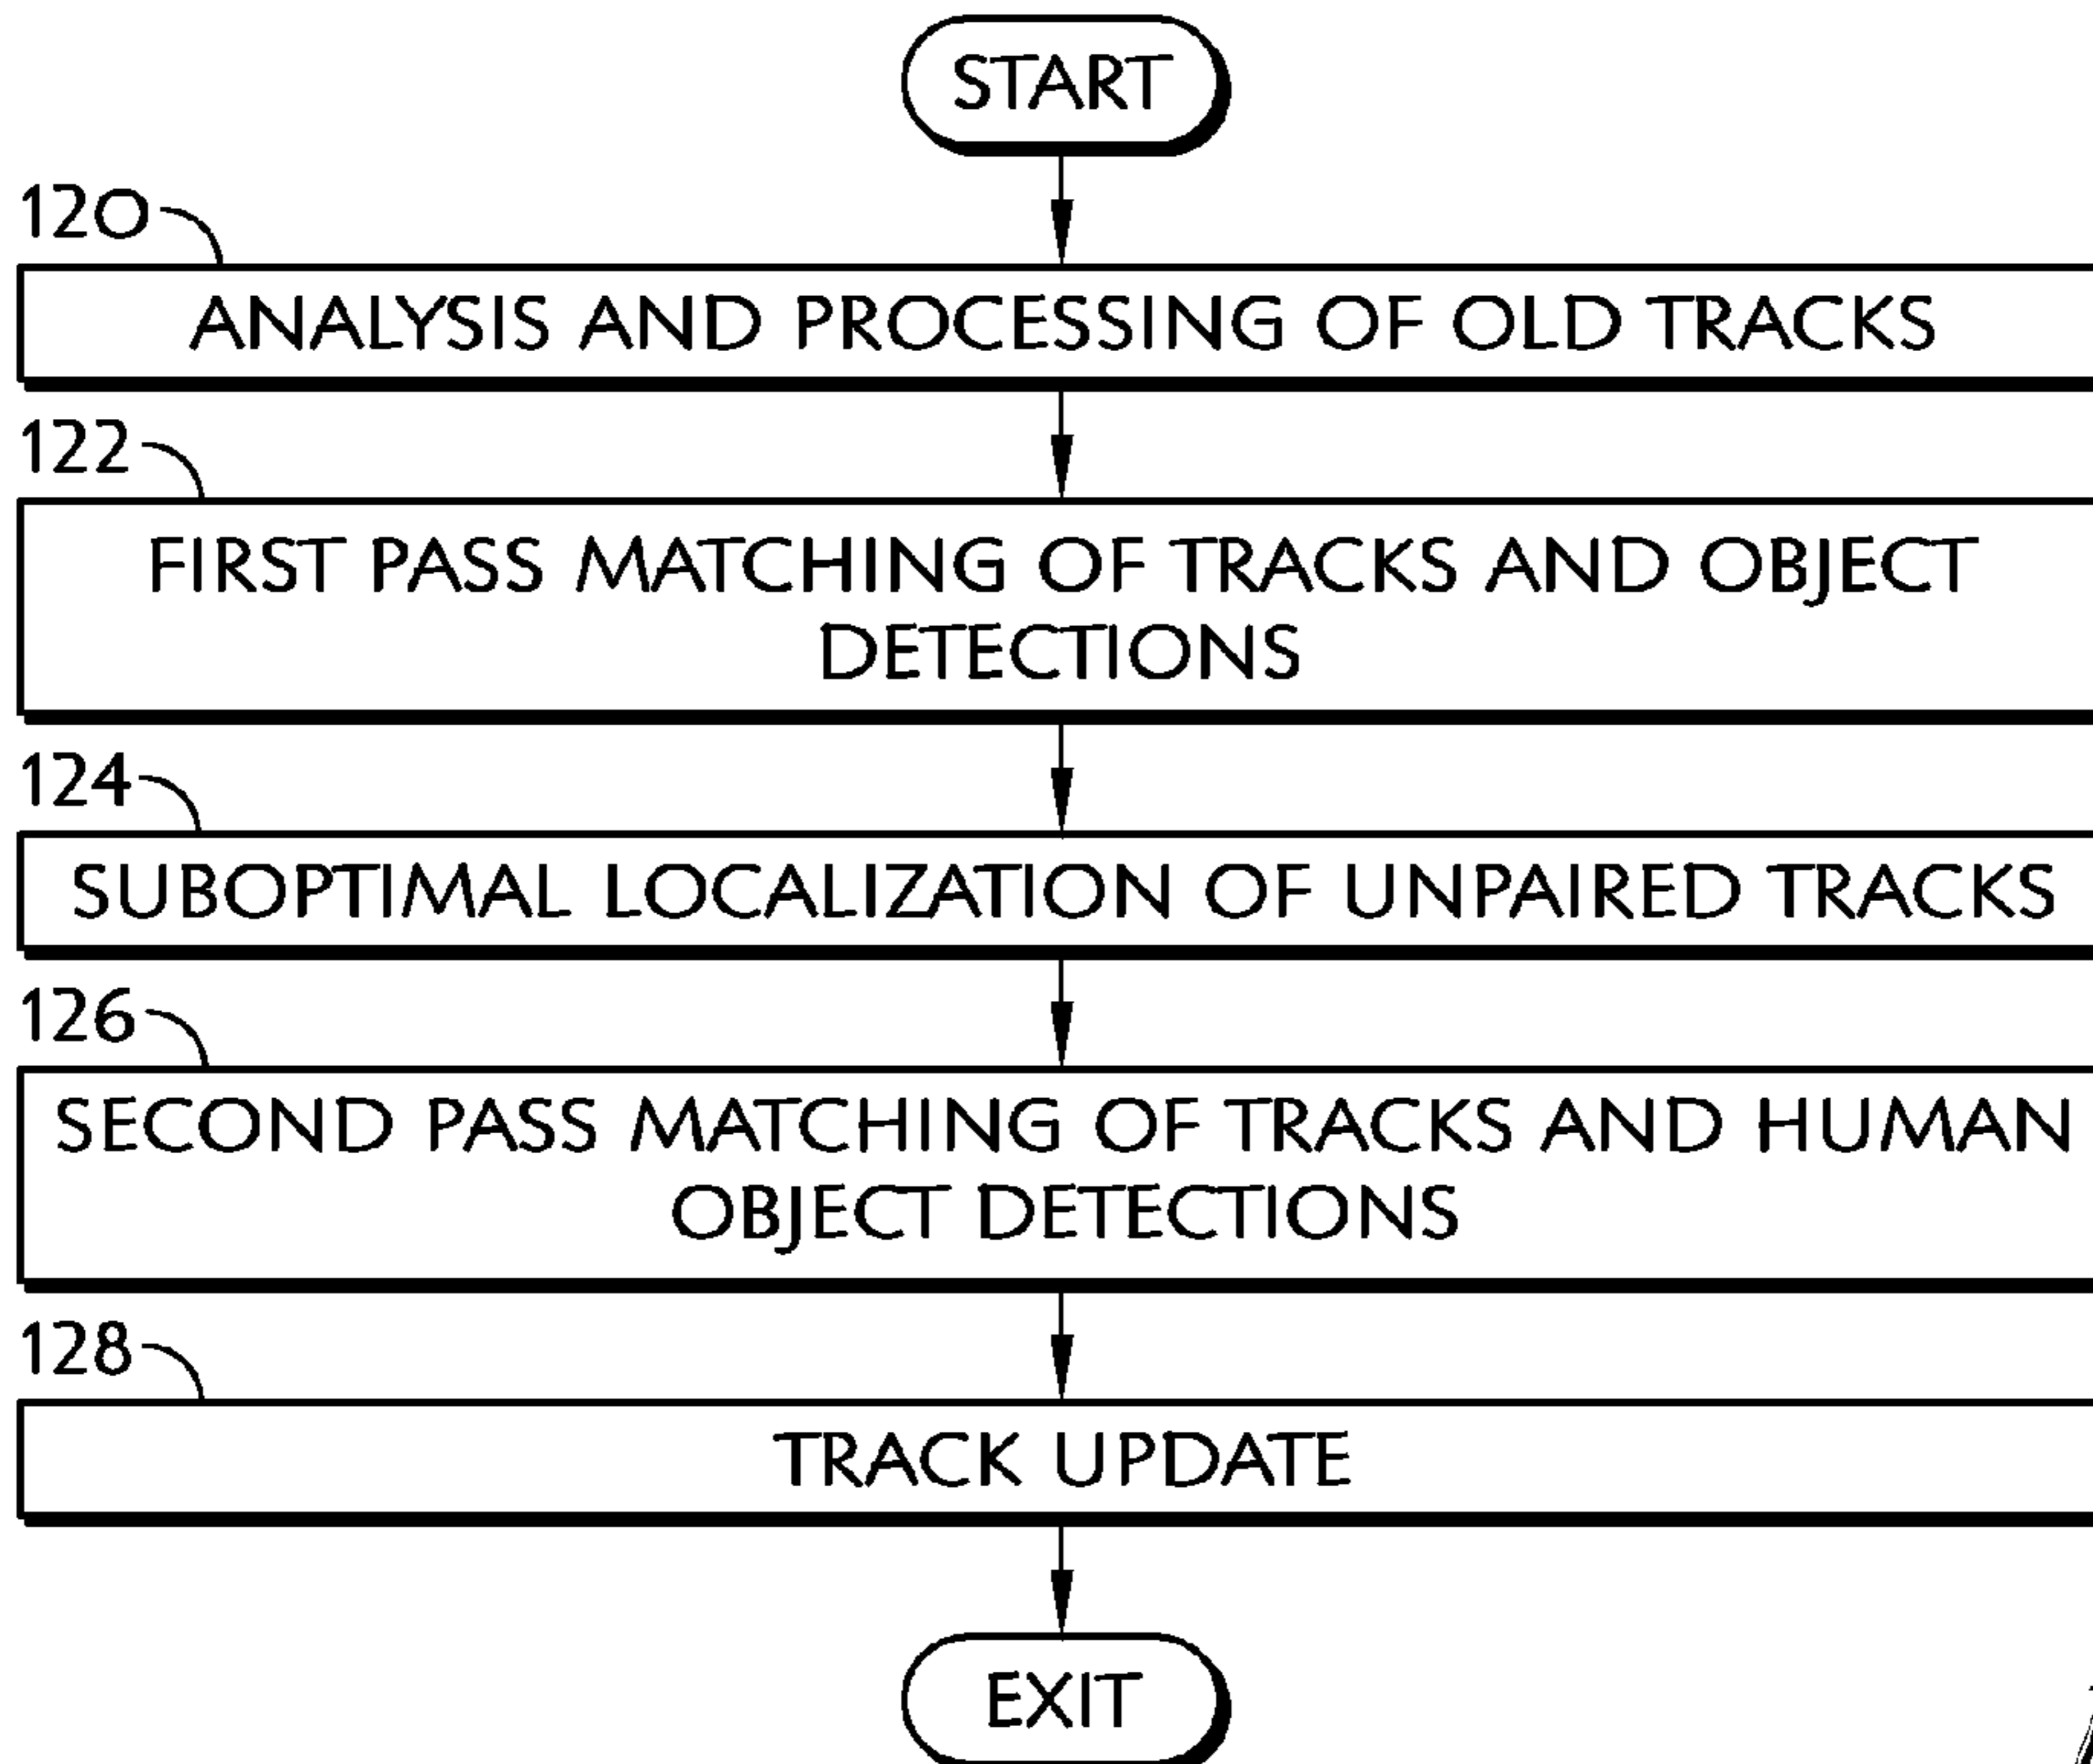 START
120
ANALYSIS AND PROCESSING OF OLD TRACKS
122
FIRST PASS MATCHING OF TRACKS AND OBJECT
DETECTIONS
124
SUBOPTIMAL LOCALIZATION OF UNPAIRED TRACKS
126
SECOND PASS MATCHING OF TRACKS AND HUMAN
OBJECT DETECTIONS
128
TRACK UPDATE
EXIT